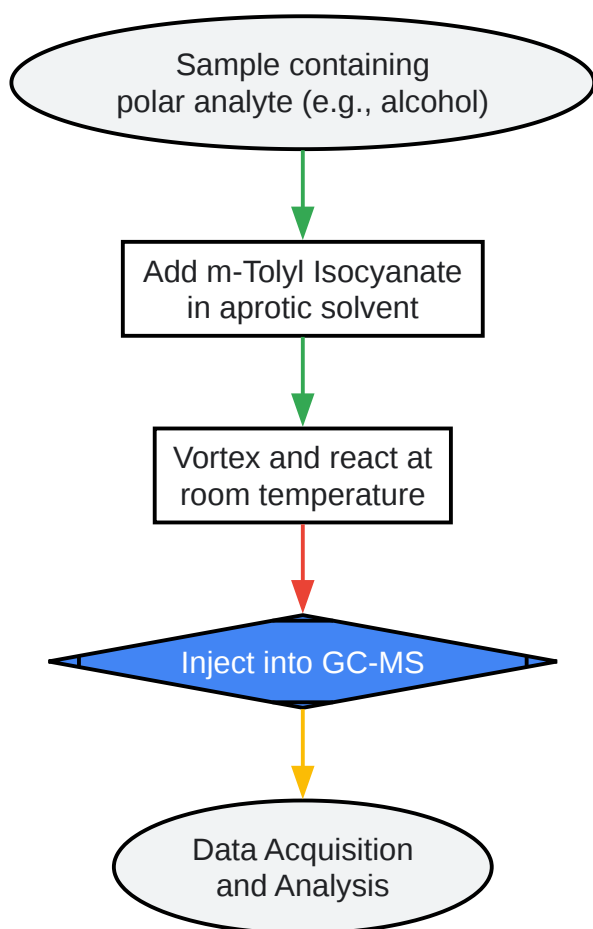 Sample containing
polar analyte (e.g., alcohol)
Add m-Tolyl Isocyanate
in aprotic solvent
Vortex and react at
room temperature
Inject into GC-MS
Data Acquisition
and Analysis